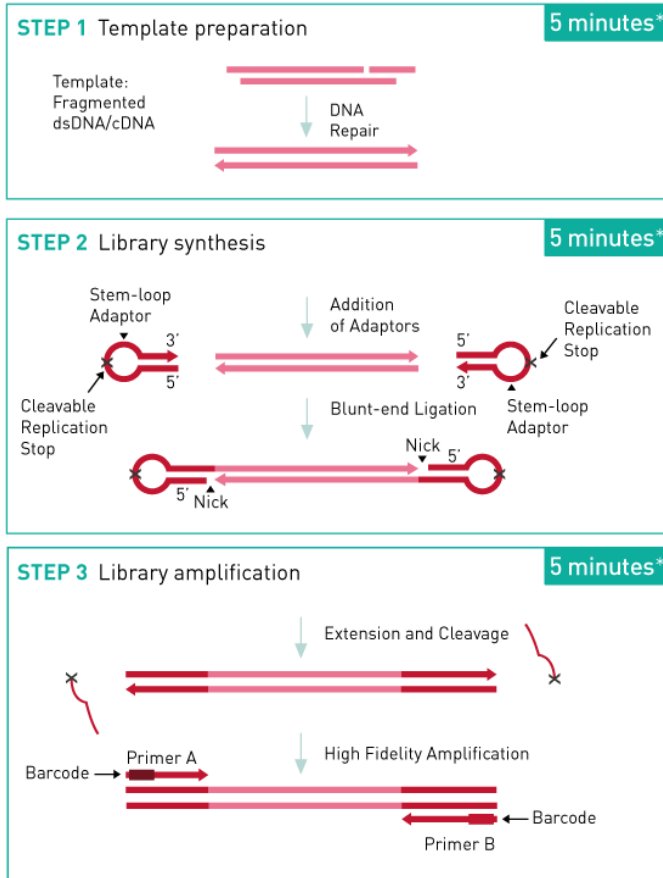 STEP 1 Template preparation
5 minutes*
Template:
Fragmented
dsDNA/cDNA
DNA
Repair
STEP 2 Library synthesis
5 minutes*
Stem-loop
Adaptor
3’
5’
Cleavable
Replication
Stop
Addition
of Adaptors
5’
3’
Cleavable
Replication
Stop
Stem-loop
Adaptor
Blunt-end Ligation
5’
Nick
Nick
5’
STEP 3 Library amplification
5 minutes*
Extension and Cleavage
High Fidelity Amplification
Primer A
Barcode
Barcode
Primer B